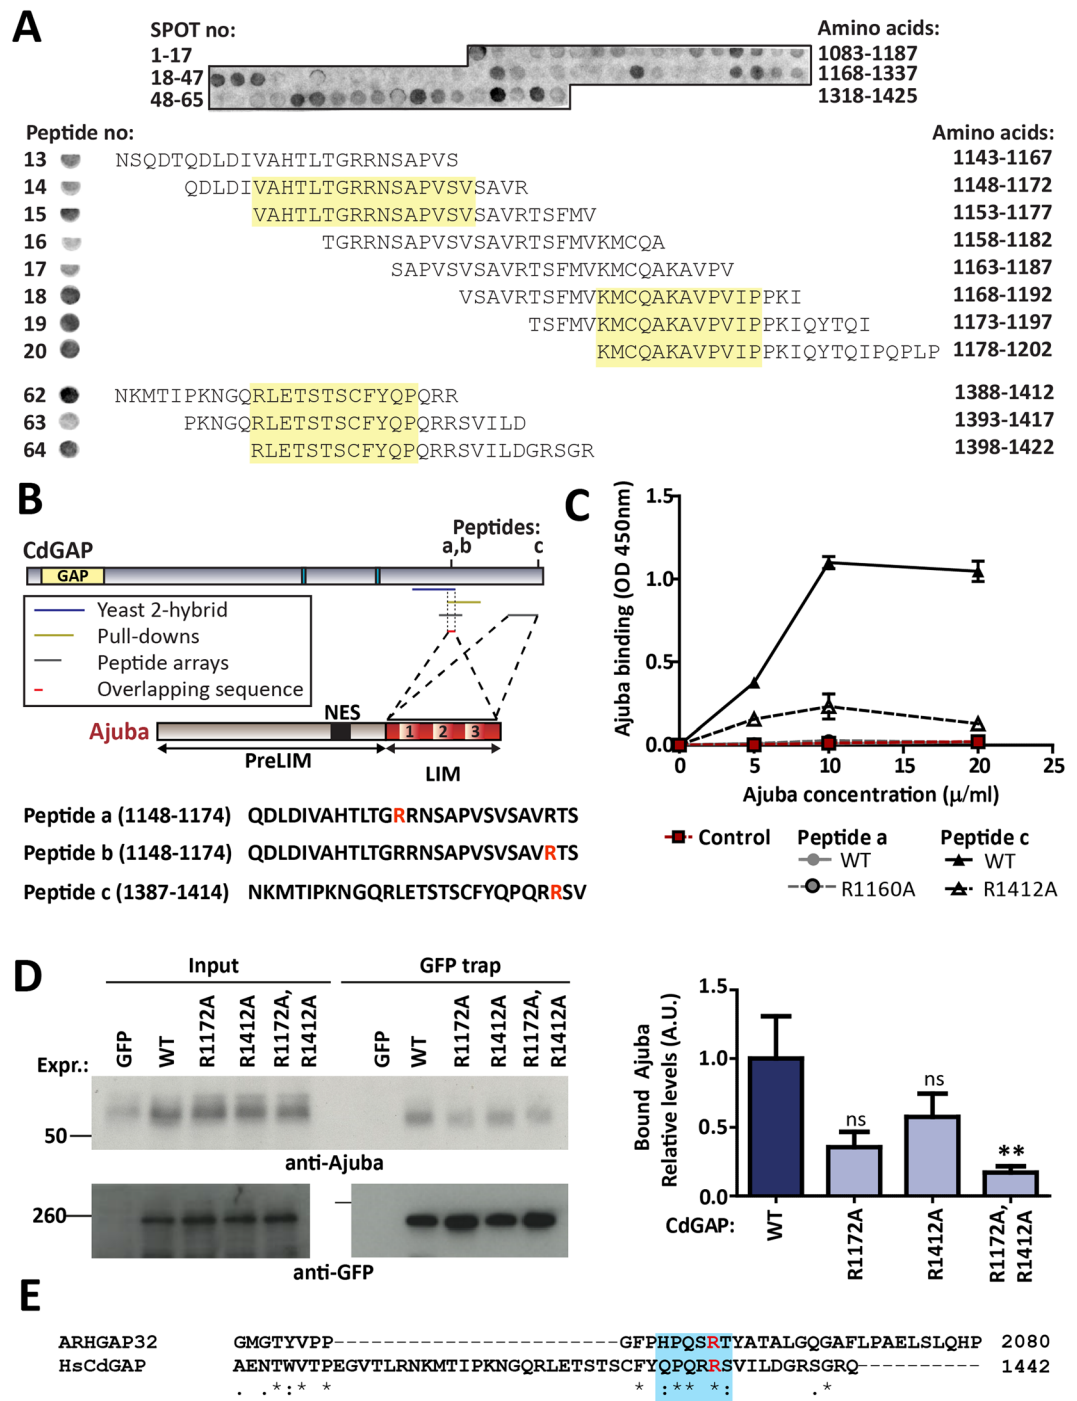 A
SPOT no:
Amino acids:
1-17
1083-1187
18-47
1168-1337
48-65
1318-1425
Peptide no:
Amino acids:
13 NSQDTQDLDIVAHTLTGRRNSAPVS 1143-1167
14 QDLDIVAHTLTGRRNSAPVSVSAVR 1148-1172
15 VAHTLTGRRNSAPVSVSAVRTSFMV 1153-1177
16 TGRRNSAPVSVSAVRTSFMVKMCQA 1158-1182
17 SAPVSVSAVRTSFMVKMCQAKAVPV 1163-1187
18 VSAVRTSFMVKMCQAKAVPVIPPKI 1168-1192
19 TSFMVKMCQAKAVPVIPPKIQYTQI 1173-1197
20 KMCQAKAVPVIPPKIQYTQIPQPLP 1178-1202
62 NKMTIPKNGQRLETSTSCFYQPQRR 1388-1412
63 PKNGQRLETSTSCFYQPQRRSVILD 1393-1417
64 RLETSTSCFYQPQRRSVILDGRSGR 1398-1422
B
Peptides:
CdGAP
a,b
c
GAP
Yeast 2-hybrid
Pull-downs
Peptide arrays
Overlapping sequence
NES
Ajuba
1 2 3
PreLIM
LIM
Peptide a (1148-1174) QDLDIVAHTLTGRRNSAPVSVSAVRTS
Peptide b (1148-1174) QDLDIVAHTLTGRRNSAPVSVSAVRTS
Peptide c (1387-1414) NKMTIPKNGQRLETSTSCFYQPQRRSV
C
Ajuba binding (OD 450nm)
1.5
1.0
0.5
0.0
0 5 10 15 20 25
Ajuba concentration (µ/ml)
Control
Peptide a
WT
R1160A
Peptide c
WT
R1412A
D
Input
GFP trap
Expr.:
GFP
WT
R1172A
R1412A
R1172A,
R1412A
GFP
WT
R1172A
R1412A
R1172A,
R1412A
50
anti-Ajuba
260
anti-GFP
Bound Ajuba
Relative levels (A.U.)
1.5
1.0
0.5
0.0
ns
ns
**
CdGAP:
WT
R1172A
R1412A
R1172A,
R1412A
E
ARHGAP32 GMGTYVPP-----------------------GFPHPQSRTYATALGQGAFLPAELSLQHP 2080
HsCdGAP AENTWVTPEGVTLRNKMTIPKNGQRLETSTSCFYQPQRRSVILDGRSGRQ---------- 1442
. .*:* * * :** *: .*